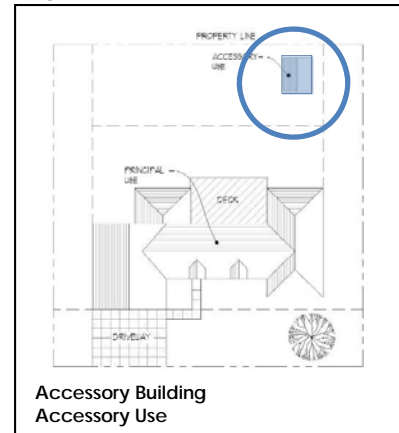 PROPERTY LINE
ACCESSORY
USE
PRINCIPAL
USE
DECK
DRIVEWAY
Accessory Building
Accessory Use